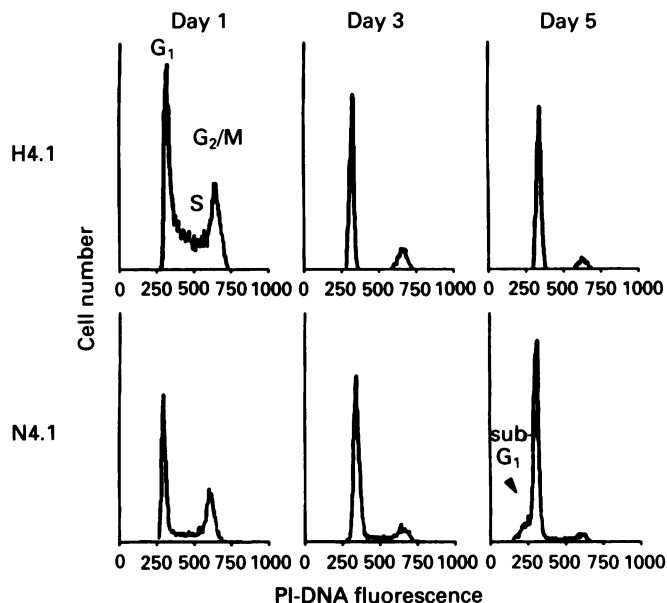 Day 1 Day 3 Day 5
G₁
G₂/M
S
H4.1
0 250 500 750 1000 0 250 500 750 1000 0 250 500 750 1000
Cell number
sub-
G₁
N4.1
0 250 500 750 1000 0 250 500 750 1000 0 250 500 750 1000
PI-DNA fluorescence